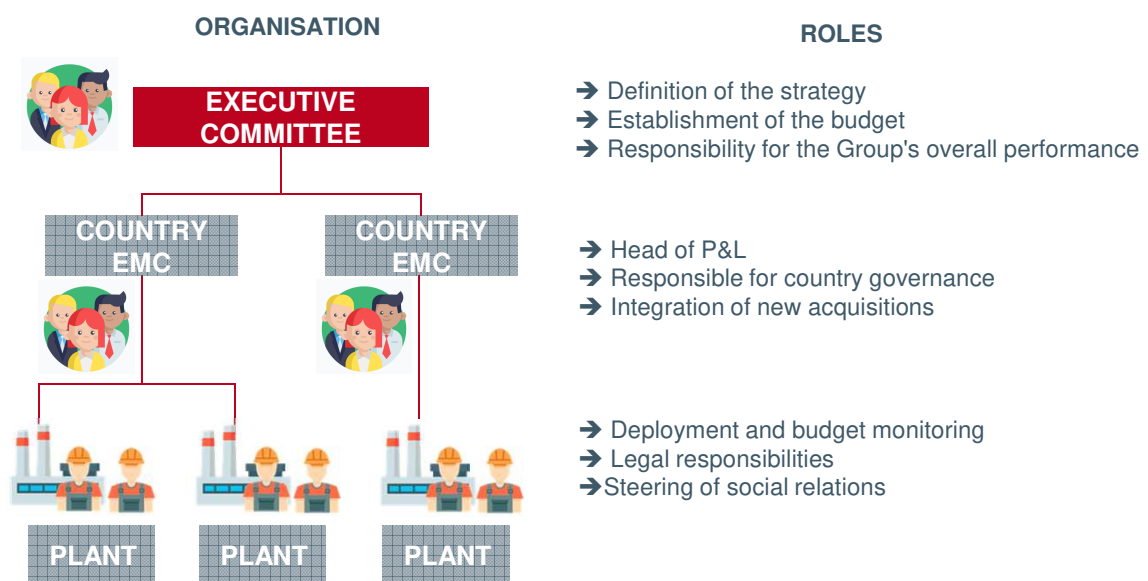 ORGANISATION
EXECUTIVE
COMMITTEE
COUNTRY
EMC
COUNTRY
EMC
PLANT
PLANT
PLANT
ROLES
➔ Definition of the strategy
➔ Establishment of the budget
➔ Responsibility for the Group's overall performance
➔ Head of P&L
➔ Responsible for country governance
➔ Integration of new acquisitions
➔ Deployment and budget monitoring
➔ Legal responsibilities
➔Steering of social relations